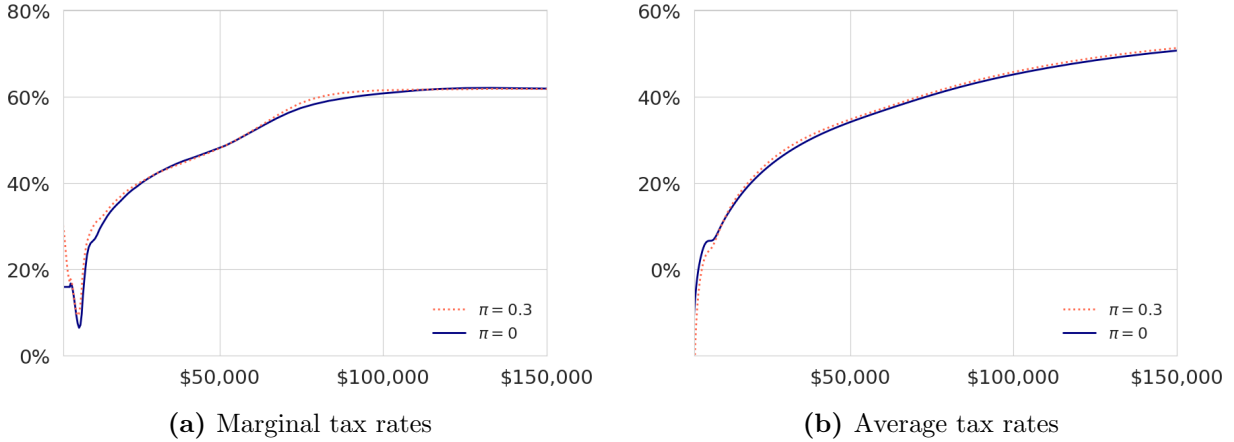 80%
60%
40%
20%
0%
$50,000
$100,000
$150,000
π = 0.3
π = 0
(a) Marginal tax rates
60%
40%
20%
0%
$50,000
$100,000
$150,000
π = 0.3
π = 0
(b) Average tax rates